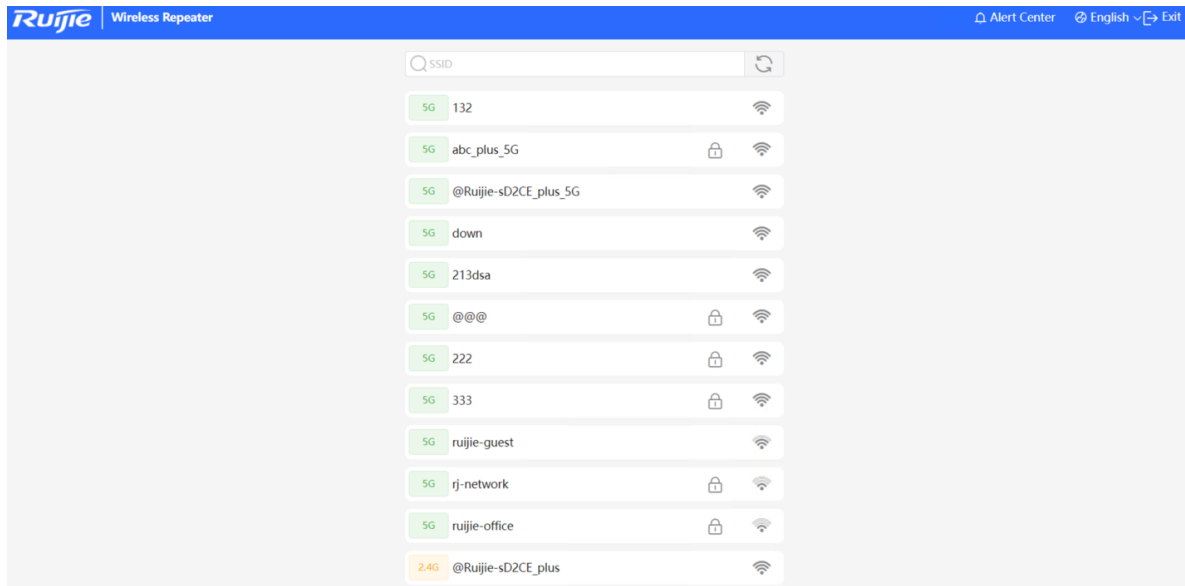 Ruijie Wireless Repeater Alert Center English Exit
SSID
5G 132
5G abc_plus_5G
5G @Ruijie-sD2CE_plus_5G
5G down
5G 213dsa
5G @@@
5G 222
5G 333
5G ruijie-guest
5G rj-network
5G ruijie-office
2.4G @Ruijie-sD2CE_plus